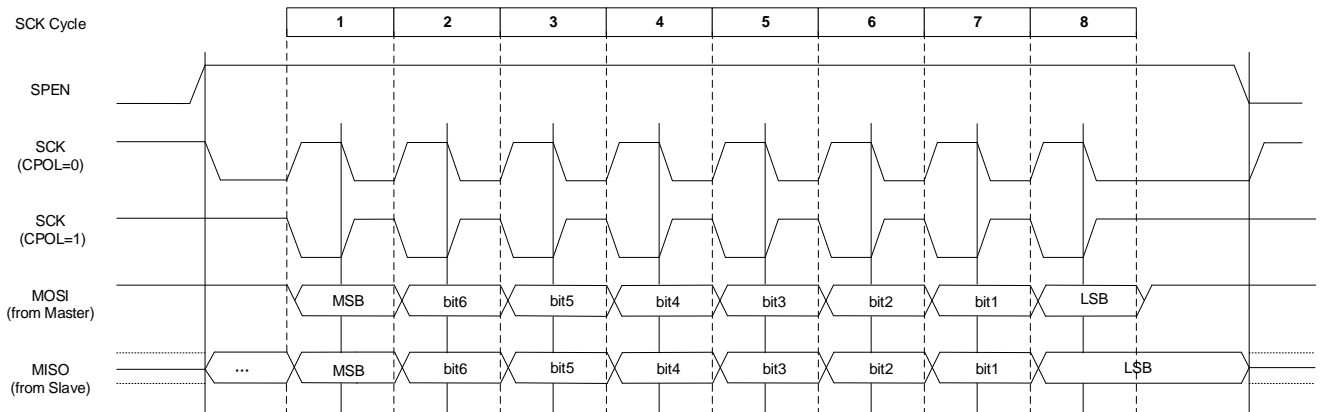 SCK Cycle 1 2 3 4 5 6 7 8
SPEN
SCK
(CPOL=0)
SCK
(CPOL=1)
MOSI
(from Master)
MSB bit6 bit5 bit4 bit3 bit2 bit1 LSB
MISO
(from Slave)
... MSB bit6 bit5 bit4 bit3 bit2 bit1 LSB